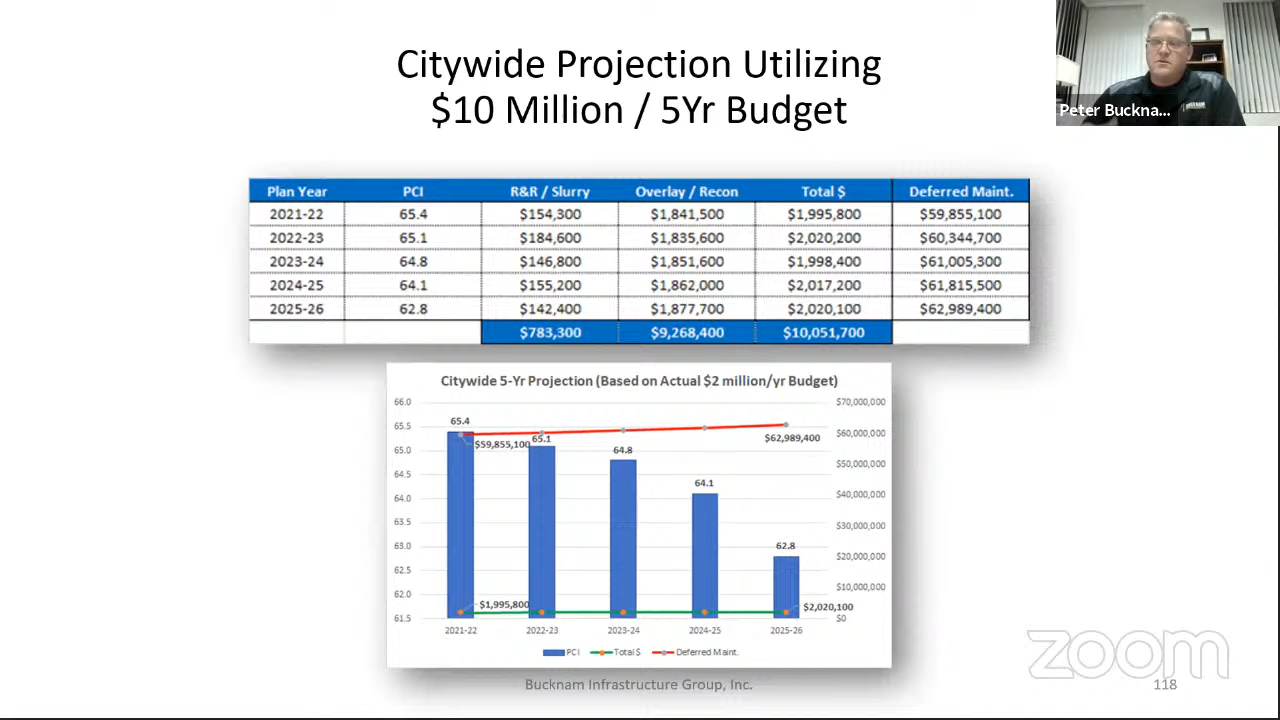 Citywide Projection Utilizing
$10 Million / 5Yr Budget
Peter Buckna...
Plan Year PCI R&R / Slurry Overlay / Recon Total $ Deferred Maint.
2021-22 65.4 $154,300 $1,841,500 $1,995,800 $59,855,100
2022-23 65.1 $184,600 $1,835,600 $2,020,200 $60,344,700
2023-24 64.8 $146,800 $1,851,600 $1,998,400 $61,005,300
2024-25 64.1 $155,200 $1,862,000 $2,017,200 $61,815,500
2025-26 62.8 $142,400 $1,877,700 $2,020,100 $62,989,400
$783,300 $9,268,400 $10,051,700
Citywide 5-Yr Projection (Based on Actual $2 million/yr Budget)
66.0 $70,000,000
65.4
65.5 $60,000,000
$59,855,100 65.1 $62,989,400
65.0 64.8 $50,000,000
64.5
64.1 $40,000,000
64.0
63.5 $30,000,000
63.0 62.8 $20,000,000
62.5
62.0 $10,000,000
$1,995,800 $2,020,100
61.5 $0
2021-22 2022-23 2023-24 2024-25 2025-26
PCI Total $ Deferred Maint.
zoom
Bucknam Infrastructure Group, Inc. 118